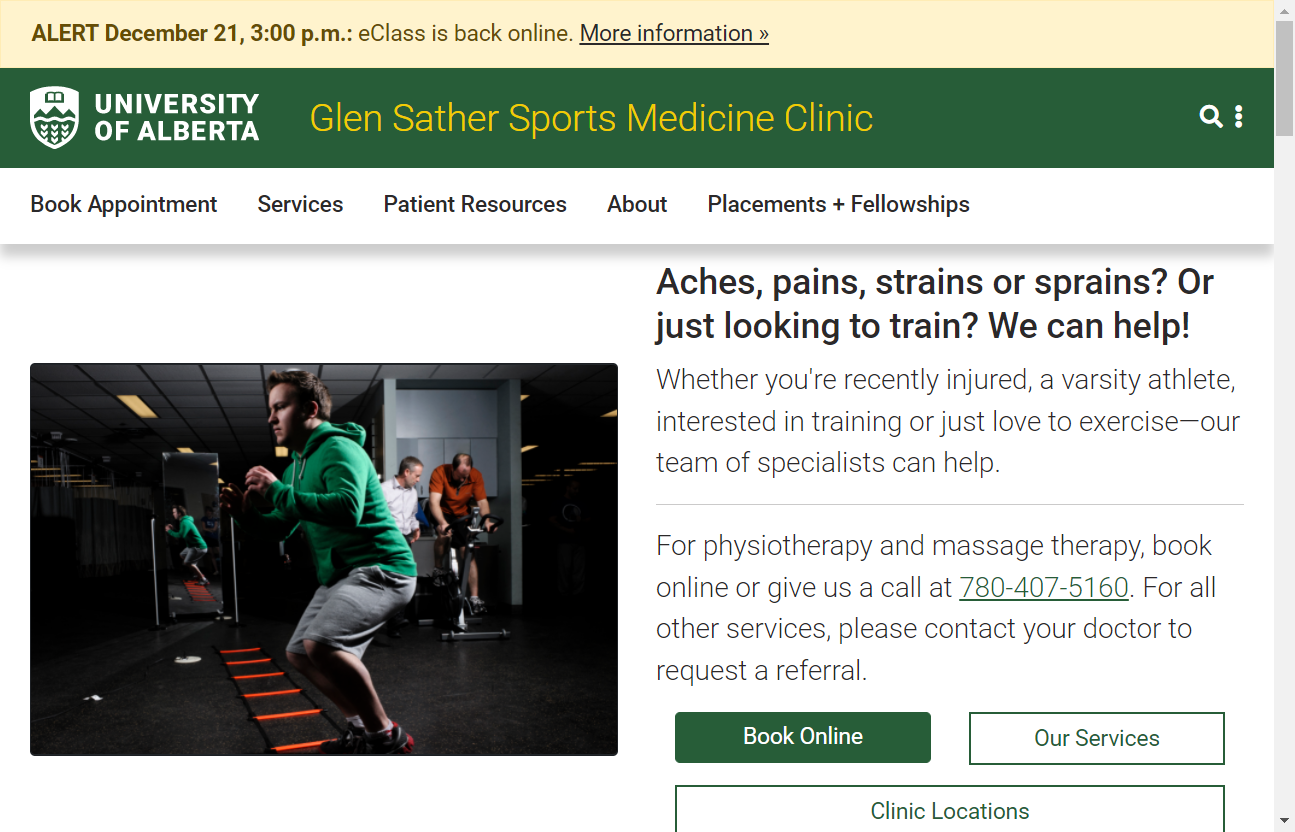 ALERT December 21, 3:00 p.m.: eClass is back online. More information »
UNIVERSITY
OF ALBERTA
Glen Sather Sports Medicine Clinic
Book Appointment Services Patient Resources About Placements + Fellowships
Aches, pains, strains or sprains? Or
just looking to train? We can help!
Whether you're recently injured, a varsity athlete,
interested in training or just love to exercise—our
team of specialists can help.
For physiotherapy and massage therapy, book
online or give us a call at 780-407-5160. For all
other services, please contact your doctor to
request a referral.
Book Online Our Services
Clinic Locations